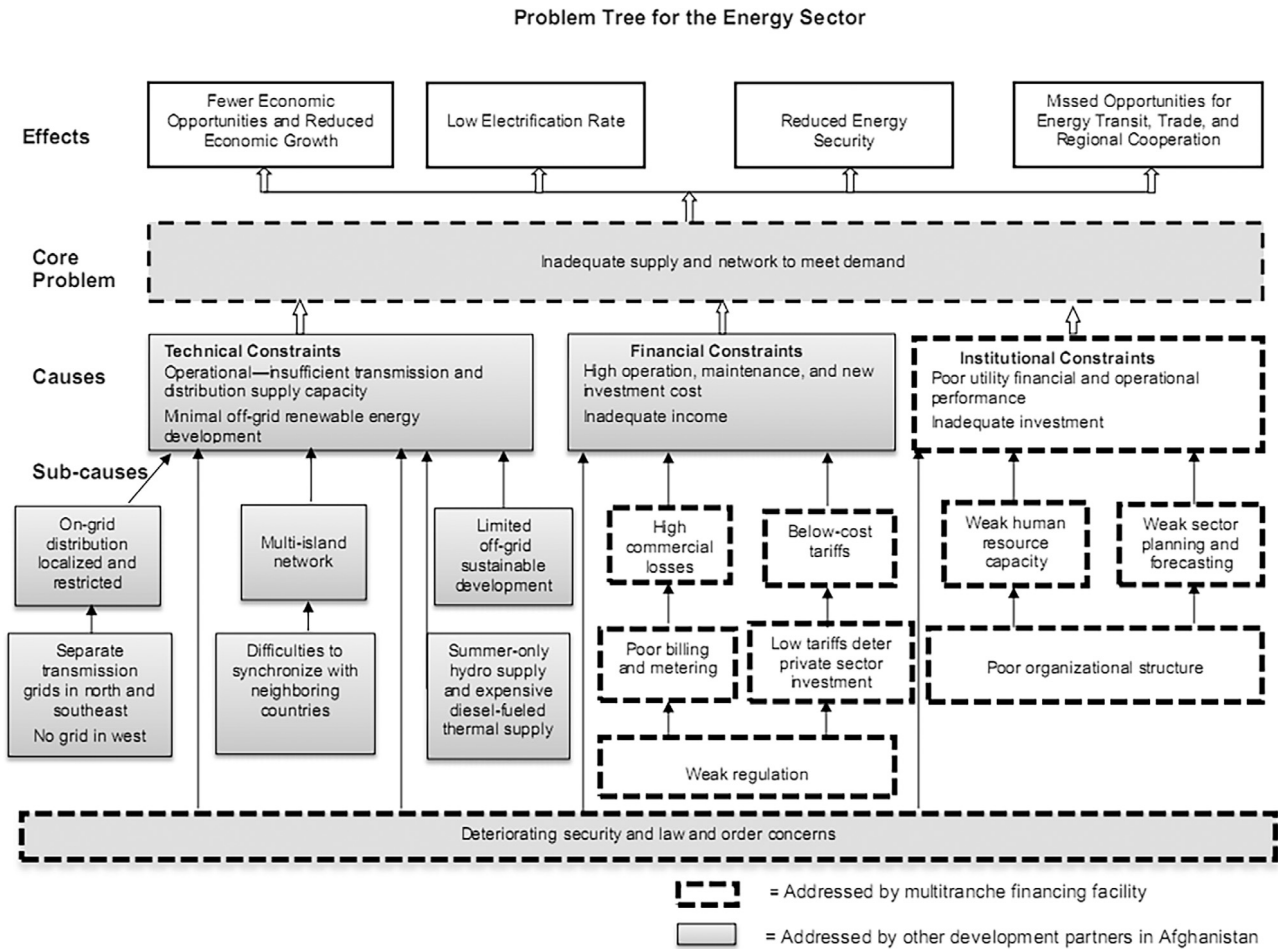 Problem Tree for the Energy Sector
Effects
Fewer Economic
Opportunities and Reduced
Economic Growth
Low Electrification Rate
Reduced Energy
Security
Missed Opportunities for
Energy Transit, Trade, and
Regional Cooperation
Core
Problem
Inadequate supply and network to meet demand
Causes
Technical Constraints
Operational—insufficient transmission and
distribution supply capacity
Minimal off-grid renewable energy
development
Financial Constraints
High operation, maintenance, and new
investment cost
Inadequate income
Institutional Constraints
Poor utility financial and operational
performance
Inadequate investment
Sub-causes
On-grid
distribution
localized and
restricted
Multi-island
network
Limited
off-grid
sustainable
development
High
commercial
losses
Below-cost
tariffs
Weak human
resource
capacity
Weak sector
planning and
forecasting
Separate
transmission
grids in north and
southeast
No grid in west
Difficulties to
synchronize with
neighboring
countries
Summer-only
hydro supply
and expensive
diesel-fueled
thermal supply
Poor billing
and metering
Low tariffs deter
private sector
investment
Poor organizational structure
Weak regulation
Deteriorating security and law and order concerns
= Addressed by multitranche financing facility
= Addressed by other development partners in Afghanistan